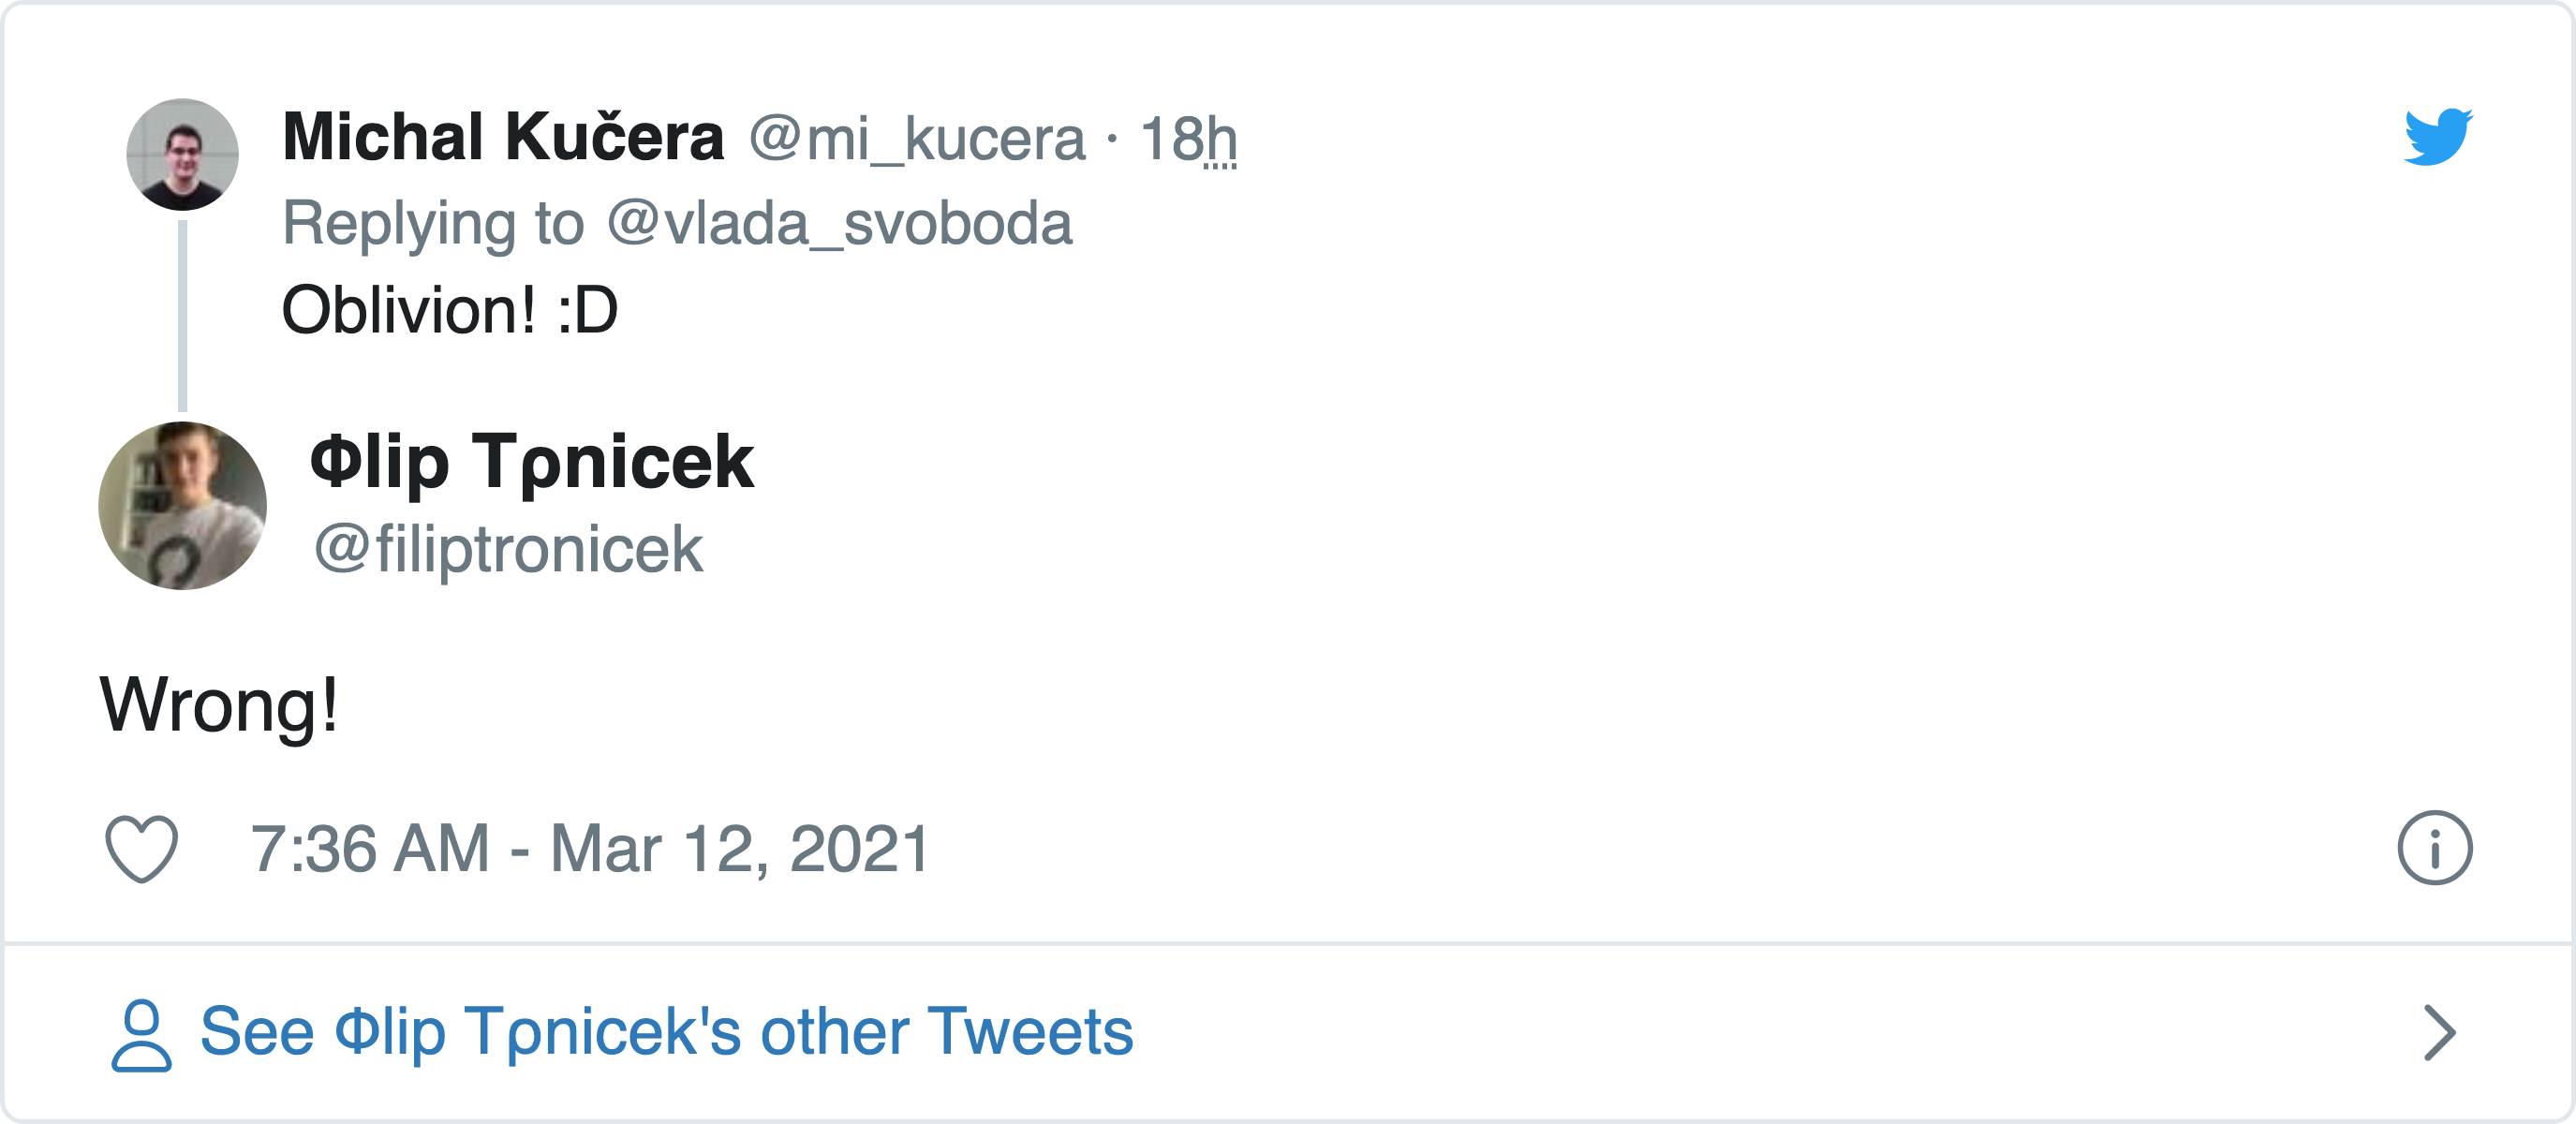 Michal Kučera @mi_kucera · 18h
Replying to @vlada_svoboda
Oblivion! :D
Φlip Tρnicek
@filiptronicek
Wrong!
7:36 AM - Mar 12, 2021
See Φlip Tρnicek's other Tweets